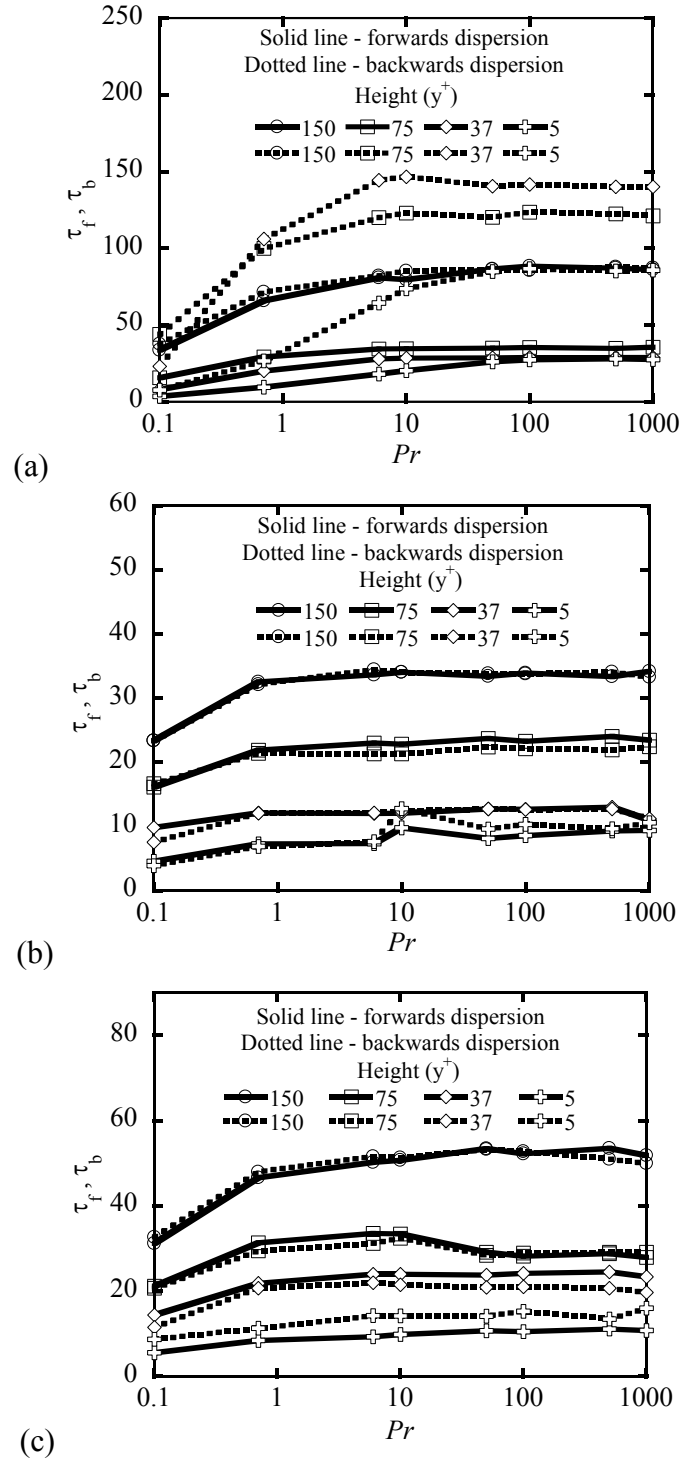 250
200
150
100
50
0
τf, τb
Solid line - forwards dispersion
Dotted line - backwards dispersion
Height (y+)
150 75 37 5
150 75 37 5
0.1 1 10 100 1000
Pr
(a)
60
50
40
30
20
10
0
τf, τb
Solid line - forwards dispersion
Dotted line - backwards dispersion
Height (y+)
150 75 37 5
150 75 37 5
0.1 1 10 100 1000
Pr
(b)
80
60
40
20
0
τf, τb
Solid line - forwards dispersion
Dotted line - backwards dispersion
Height (y+)
150 75 37 5
150 75 37 5
0.1 1 10 100 1000
Pr
(c)